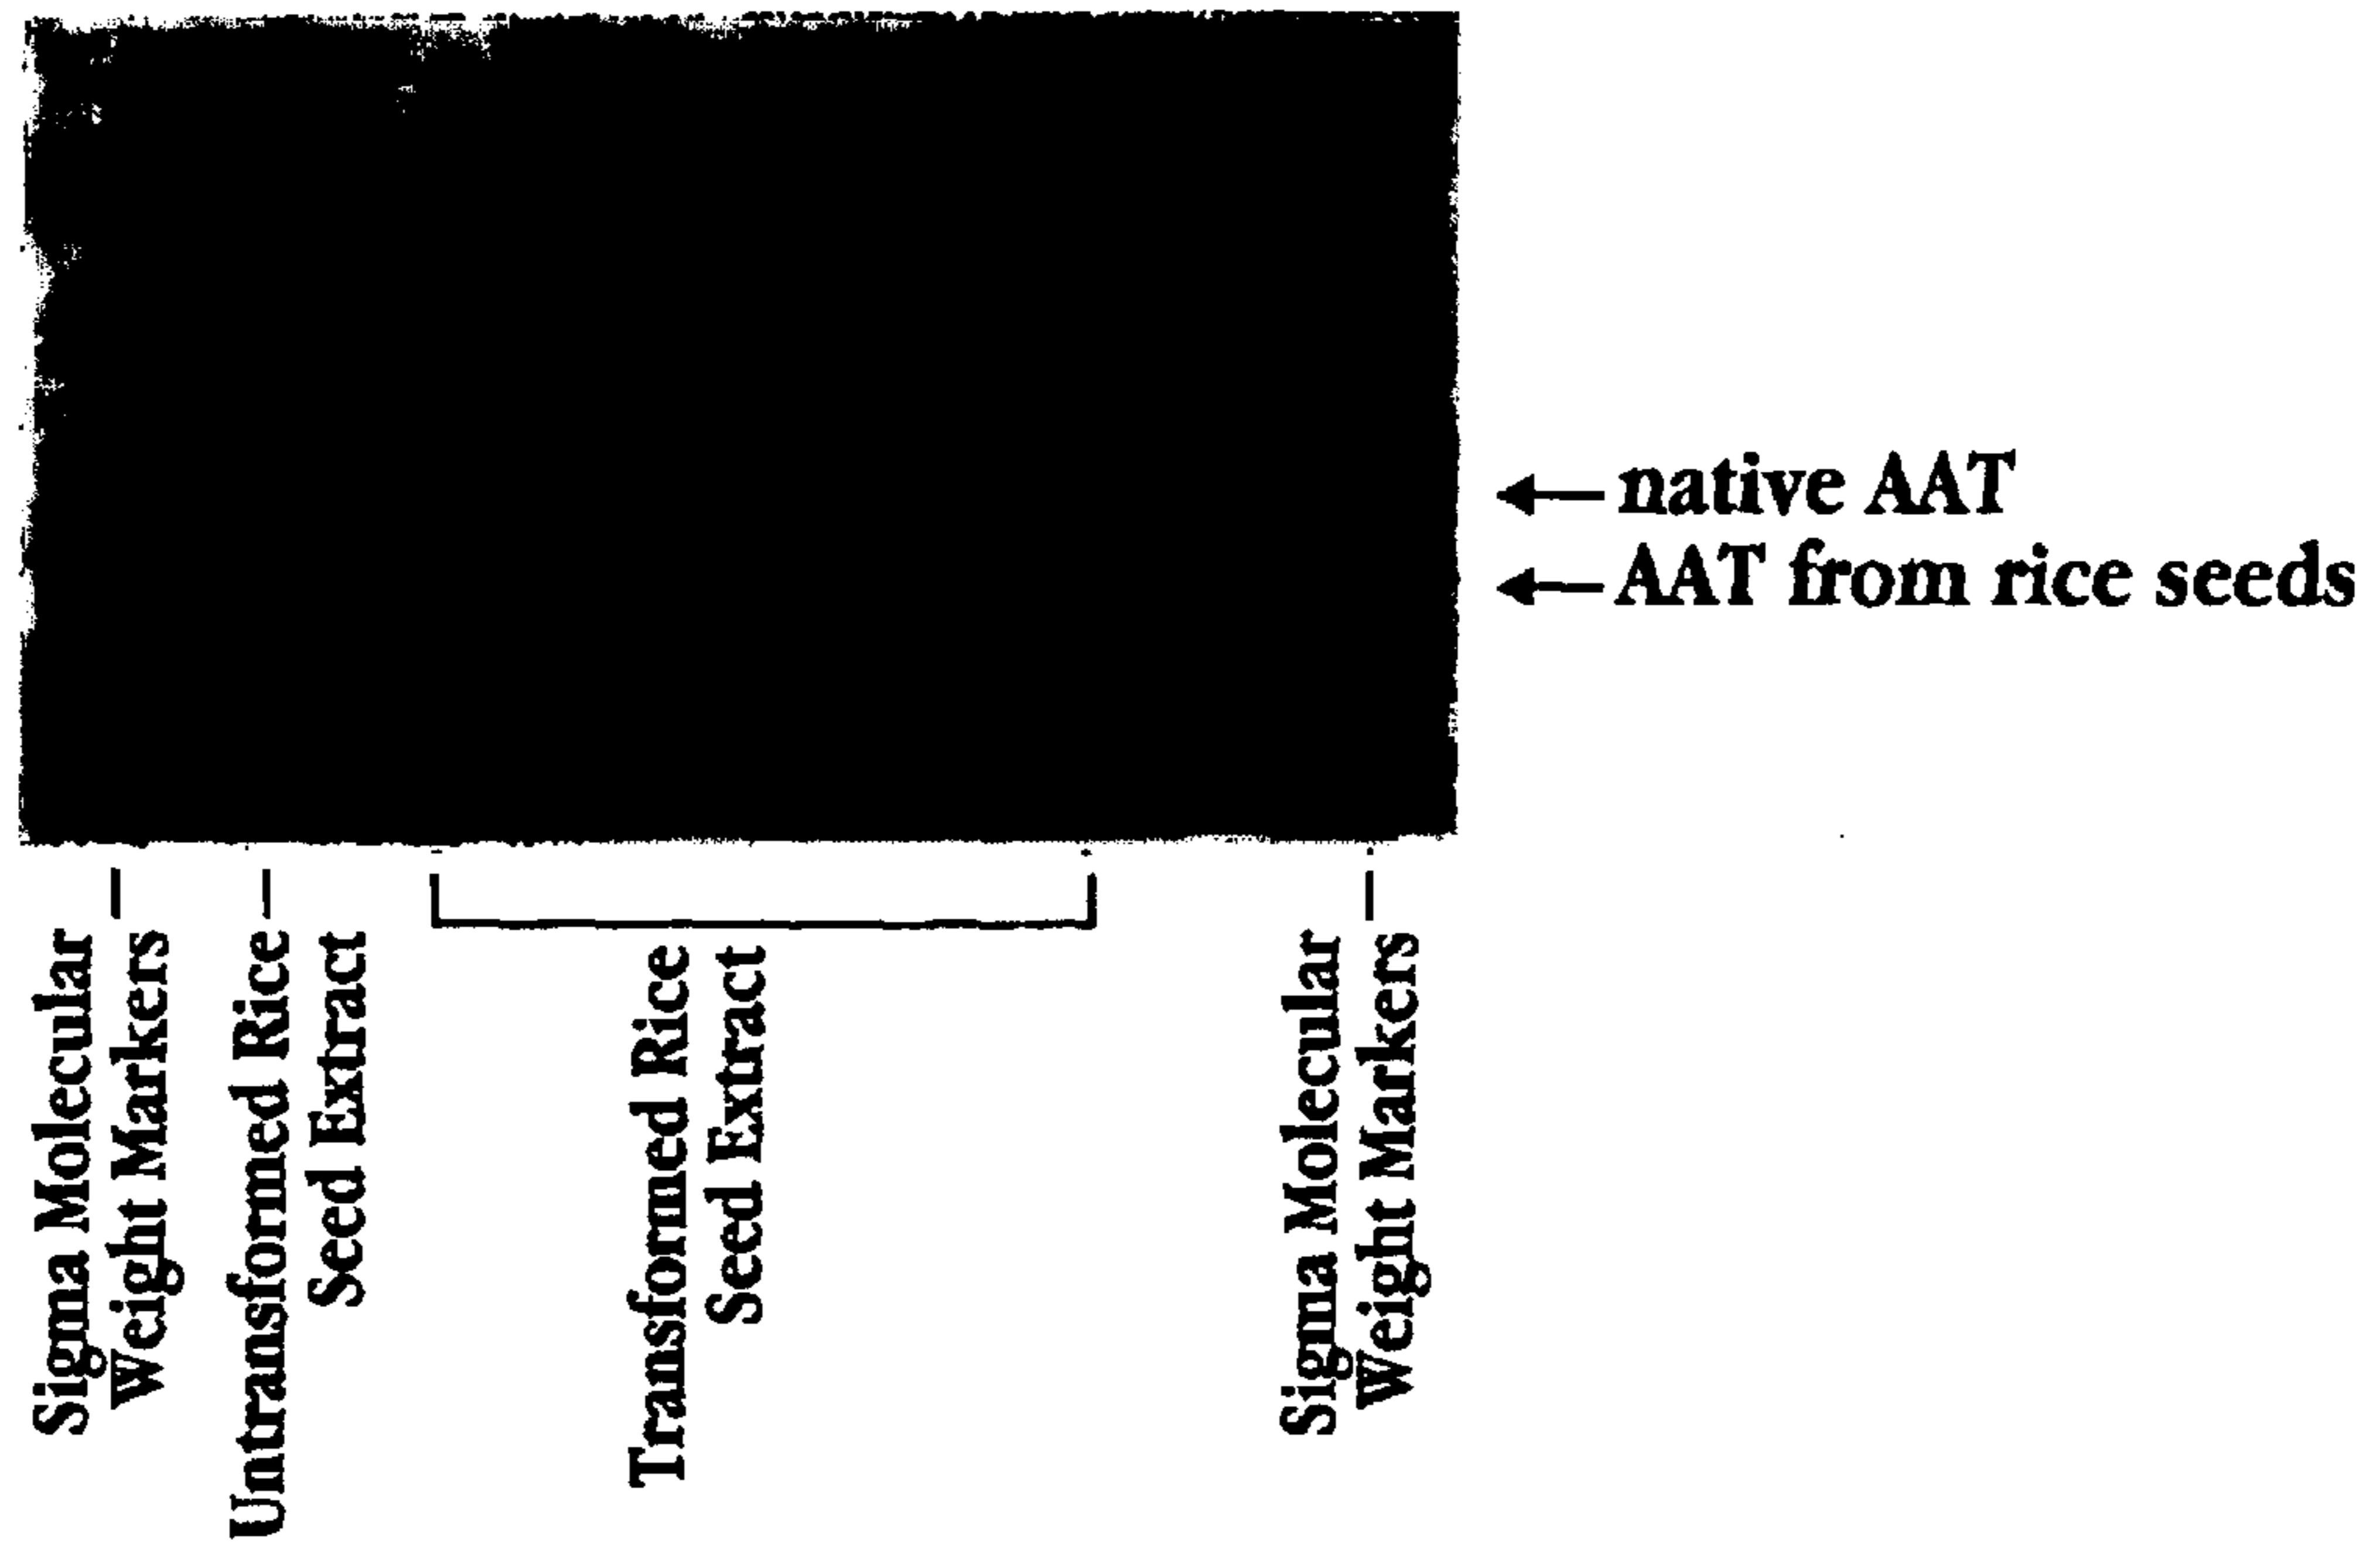 native AAT
AAT from rice seeds
Sigma Molecular
Weight Markers
Untransformed Rice
Seed Extract
Transformed Rice
Seed Extract
Sigma Molecular
Weight Markers